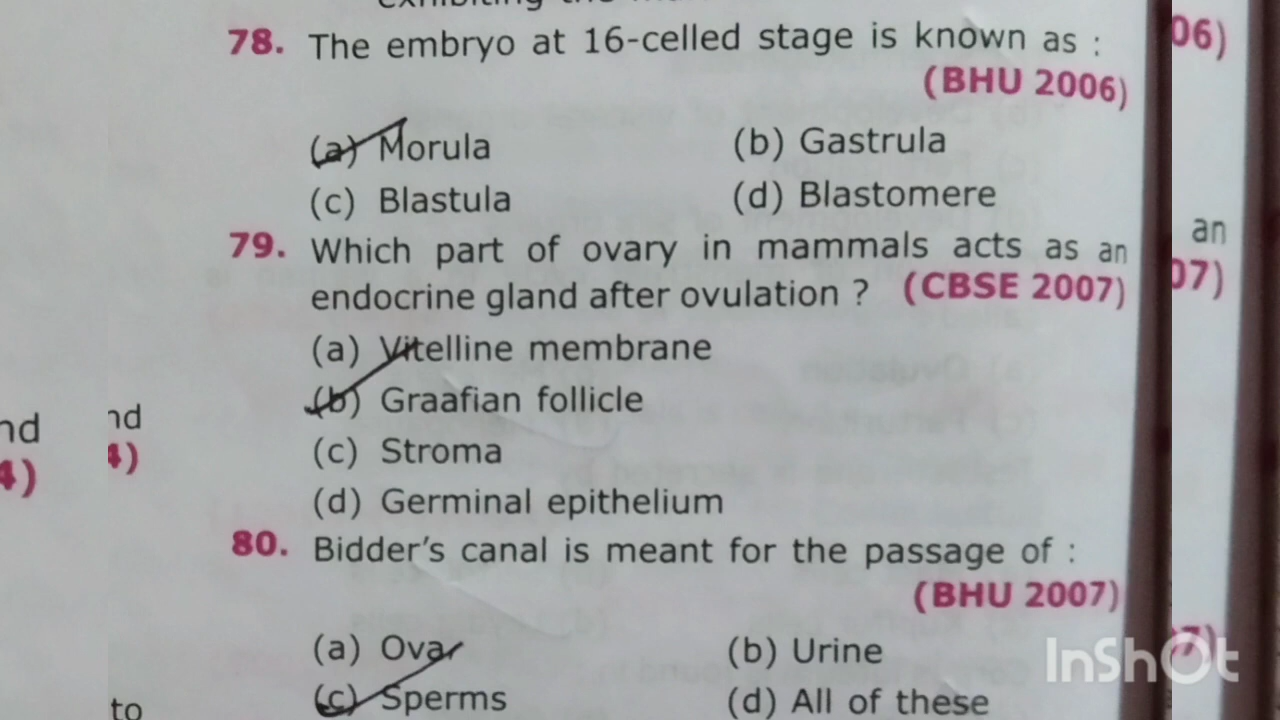 78. The embryo at 16-celled stage is known as :
(BHU 2006)
(a) Morula (b) Gastrula
(c) Blastula (d) Blastomere
79. Which part of ovary in mammals acts as an
endocrine gland after ovulation ? (CBSE 2007)
(a) Vitelline membrane
(b) Graafian follicle
(c) Stroma
(d) Germinal epithelium
80. Bidder's canal is meant for the passage of :
(BHU 2007)
(a) Ova (b) Urine
(c) Sperms (d) All of these
06)
an
07)
7)
nd
4)
nd
4)
to
InShOt